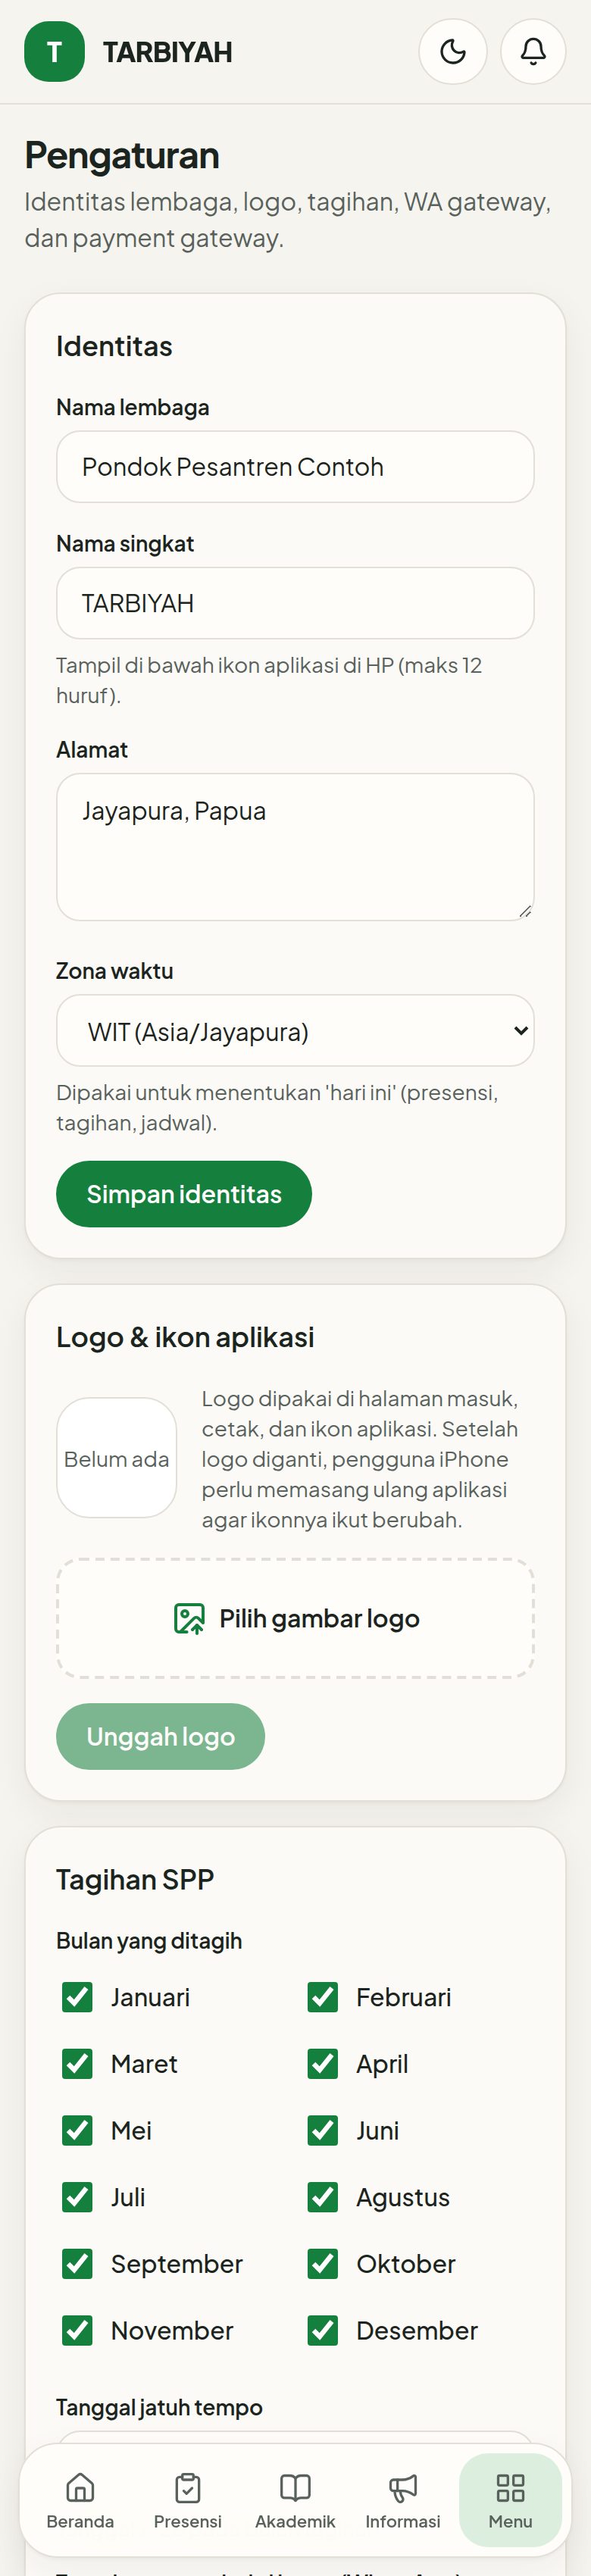 T TARBIYAH
Pengaturan
Identitas lembaga, logo, tagihan, WA gateway,
dan payment gateway.
Identitas
Nama lembaga
Pondok Pesantren Contoh
Nama singkat
TARBIYAH
Tampil di bawah ikon aplikasi di HP (maks 12
huruf).
Alamat
Jayapura, Papua
Zona waktu
WIT (Asia/Jayapura)
Dipakai untuk menentukan 'hari ini' (presensi,
tagihan, jadwal).
Simpan identitas
Logo & ikon aplikasi
Belum ada
Logo dipakai di halaman masuk,
cetak, dan ikon aplikasi. Setelah
logo diganti, pengguna iPhone
perlu memasang ulang aplikasi
agar ikonnya ikut berubah.
Pilih gambar logo
Unggah logo
Tagihan SPP
Bulan yang ditagih
Januari Februari
Maret April
Mei Juni
Juli Agustus
September Oktober
November Desember
Tanggal jatuh tempo
Beranda Presensi Akademik Informasi Menu